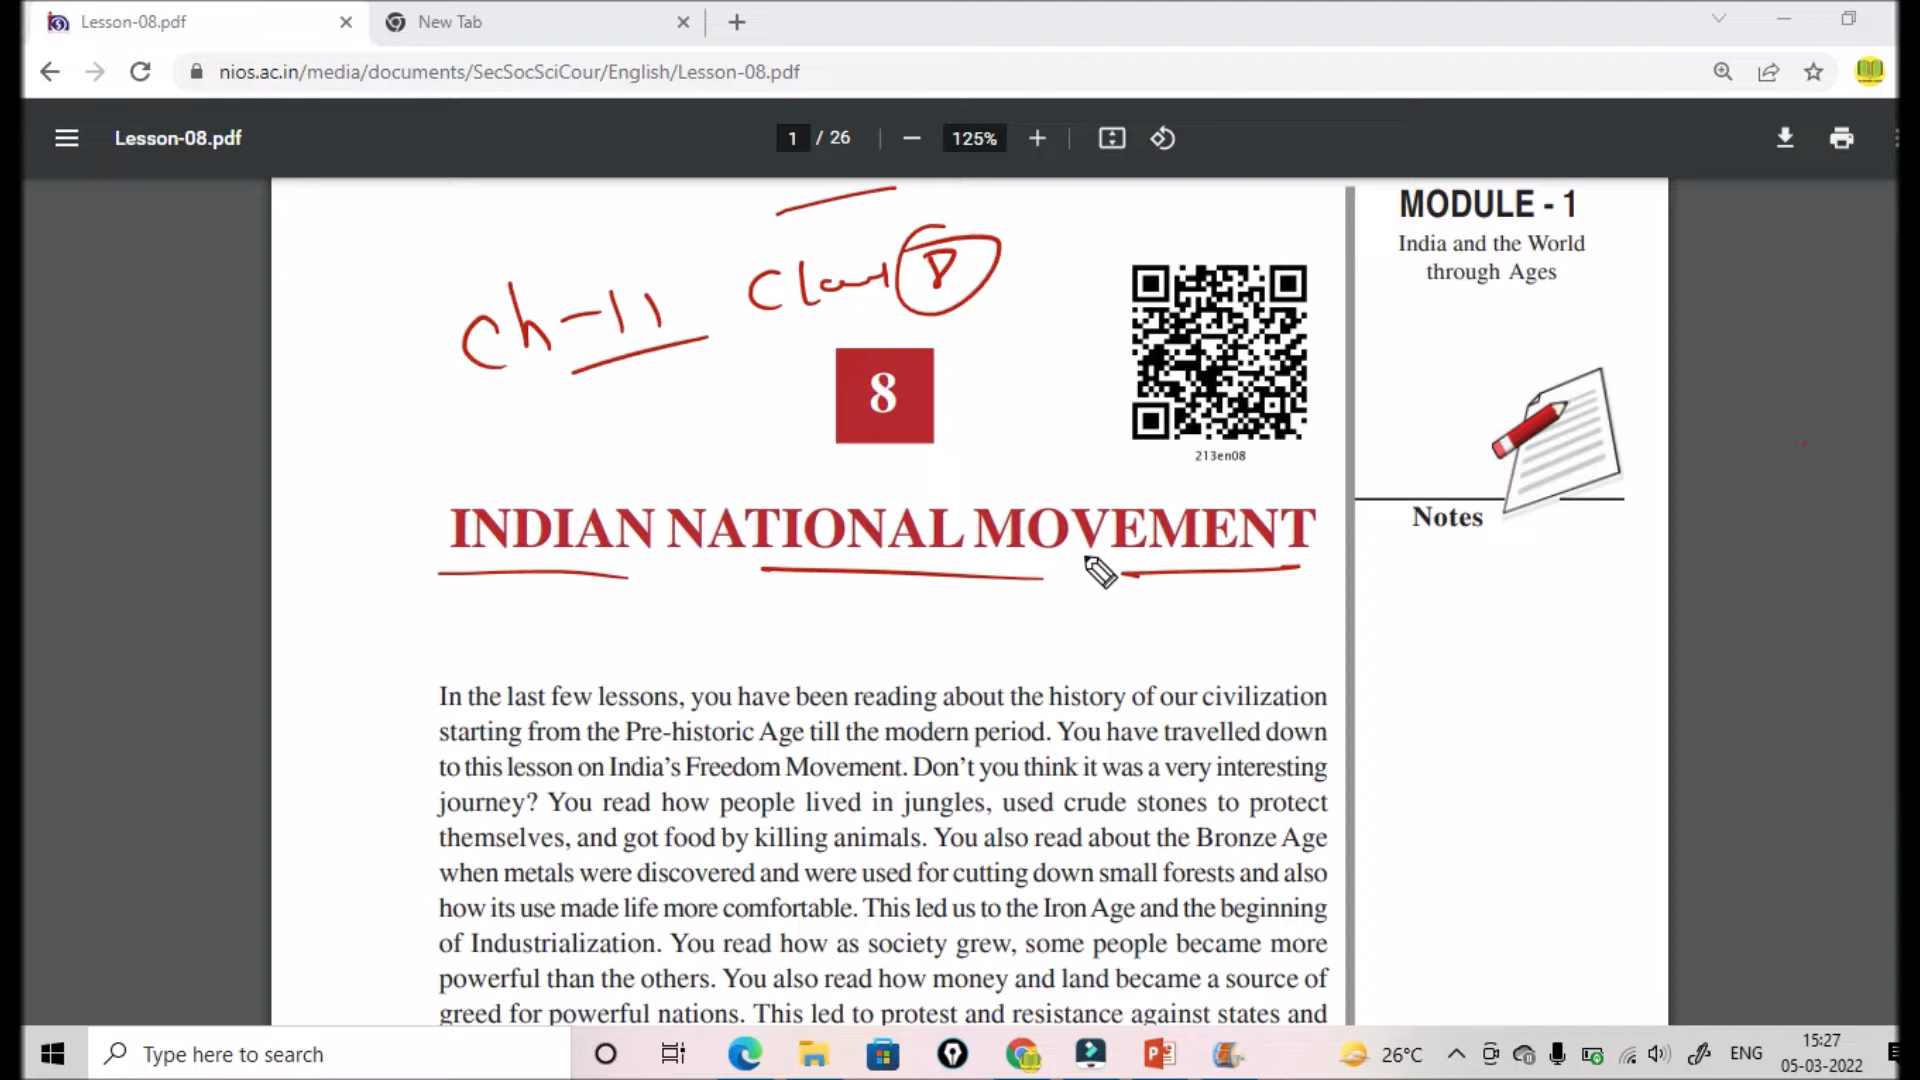 Lesson-08.pdf
New Tab
nios.ac.in/media/documents/SecSocSciCour/English/Lesson-08.pdf
Lesson-08.pdf
1 / 26
125%
MODULE - 1
India and the World
through Ages
Ch-11 Class 8
8
213en08
INDIAN NATIONAL MOVEMENT
Notes
In the last few lessons, you have been reading about the history of our civilization
starting from the Pre-historic Age till the modern period. You have travelled down
to this lesson on India's Freedom Movement. Don't you think it was a very interesting
journey? You read how people lived in jungles, used crude stones to protect
themselves, and got food by killing animals. You also read about the Bronze Age
when metals were discovered and were used for cutting down small forests and also
how its use made life more comfortable. This led us to the Iron Age and the beginning
of Industrialization. You read how as society grew, some people became more
powerful than the others. You also read how money and land became a source of
greed for powerful nations. This led to protest and resistance against states and
Type here to search
26°C
ENG
15:27
05-03-2022